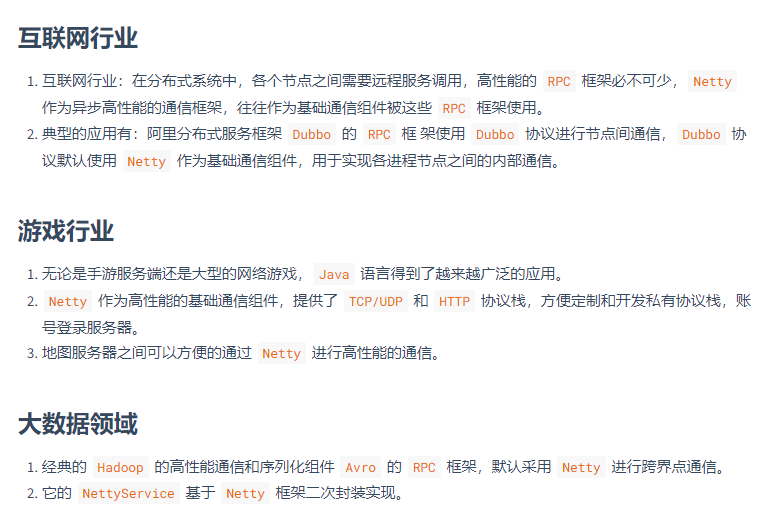 互联网行业
1. 互联网行业：在分布式系统中，各个节点之间需要远程服务调用，高性能的 RPC 框架必不可少， Netty
作为异步高性能的通信框架，往往作为基础通信组件被这些 RPC 框架使用。
2. 典型的应用有：阿里分布式服务框架 Dubbo 的 RPC 框 架使用 Dubbo 协议进行节点间通信， Dubbo 协
议默认使用 Netty 作为基础通信组件，用于实现各进程节点之间的内部通信。
游戏行业
1. 无论是手游服务端还是大型的网络游戏， Java 语言得到了越来越广泛的应用。
2. Netty 作为高性能的基础通信组件，提供了 TCP/UDP 和 HTTP 协议栈，方便定制和开发私有协议栈，账
号登录服务器。
3. 地图服务器之间可以方便的通过 Netty 进行高性能的通信。
大数据领域
1. 经典的 Hadoop 的高性能通信和序列化组件 Avro 的 RPC 框架，默认采用 Netty 进行跨界点通信。
2. 它的 NettyService 基于 Netty 框架二次封装实现。